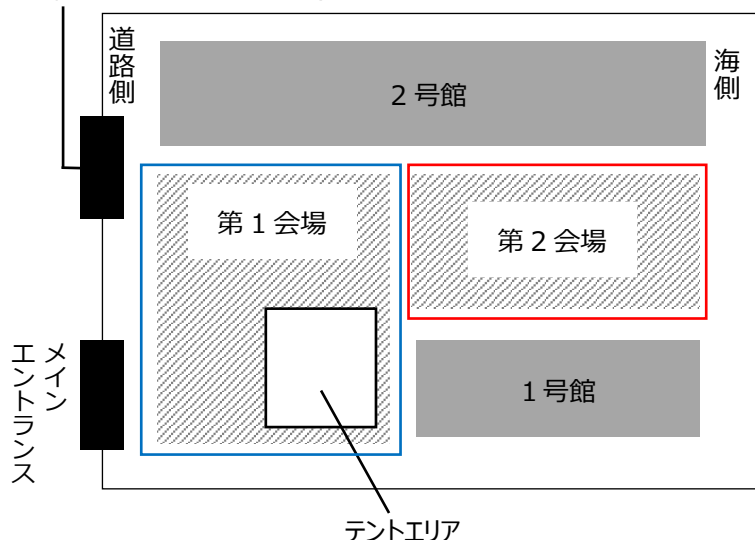 道路側
海側
2号館
第1会場
第2会場
メイン
エントランス
1号館
テントエリア